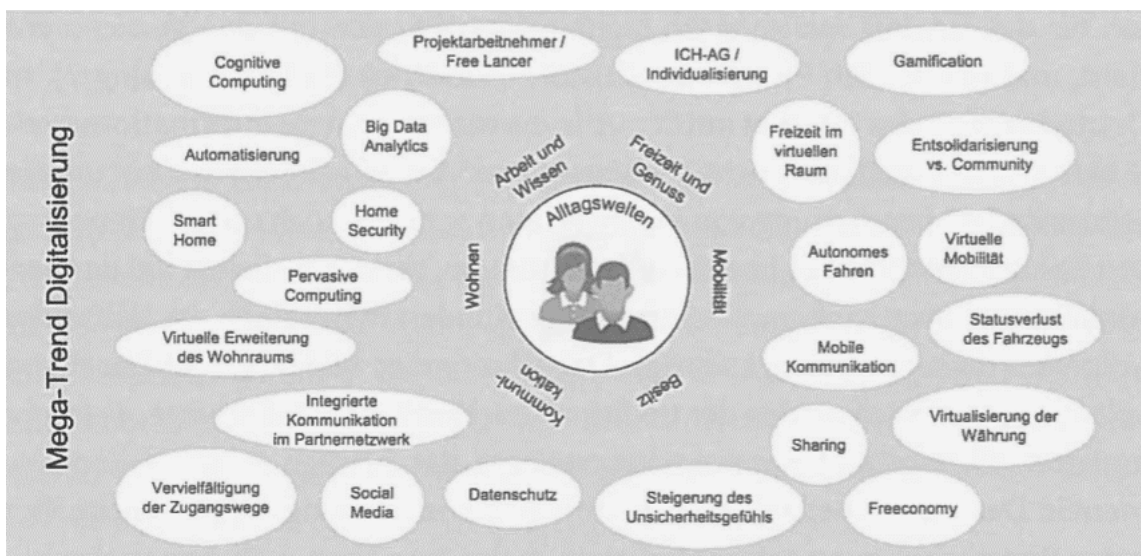 Mega-Trend Digitalisierung
Cognitive
Computing
Projektarbeitnehmer /
Free Lancer
ICH-AG /
Individualisierung
Gamification
Automatisierung
Big Data
Analytics
Arbeit und
Wissen
Freizeit und
Genuss
Freizeit im
virtuellen
Raum
Entsolidarisierung
vs. Community
Smart
Home
Home
Security
Alltagswelten
Autonomes
Fahren
Virtuelle
Mobilität
Pervasive
Computing
Wohnen
Mobilität
Virtuelle Erweiterung
des Wohnraums
Mobile
Kommunikation
Statusverlust
des Fahrzeugs
Kommuni-
kation
Besitz
Integrierte
Kommunikation
im Partnernetzwerk
Sharing
Virtualisierung der
Währung
Vervielfältigung
der Zugangswege
Social
Media
Datenschutz
Steigerung des
Unsicherheitsgefühls
Freeconomy